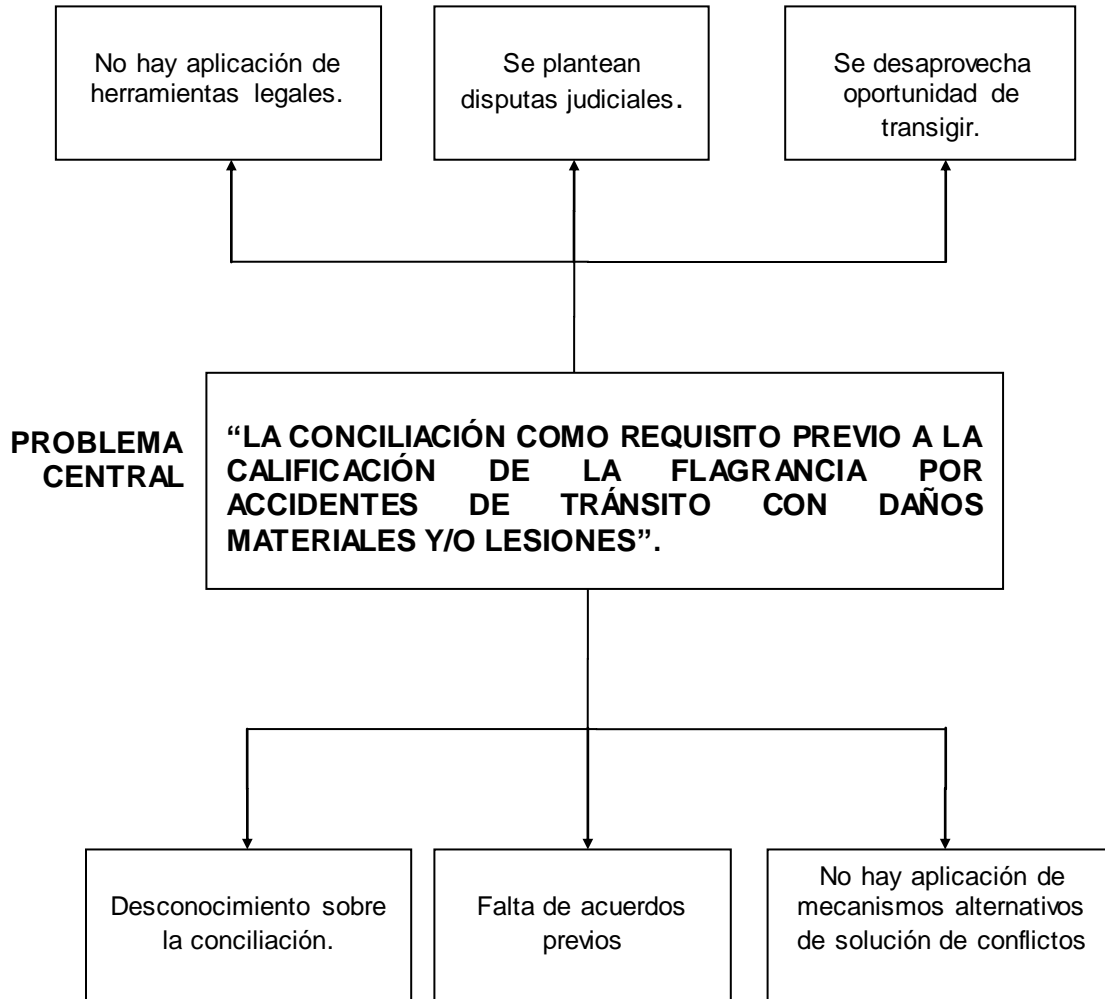 No hay aplicación de
herramientas legales.
Se plantean
disputas judiciales.
Se desaprovecha
oportunidad de
transigir.
PROBLEMA
CENTRAL
“LA CONCILIACIÓN COMO REQUISITO PREVIO A LA
CALIFICACIÓN DE LA FLAGRANCIA POR
ACCIDENTES DE TRÁNSITO CON DAÑOS
MATERIALES Y/O LESIONES”.
Desconocimiento sobre
la conciliación.
Falta de acuerdos
previos
No hay aplicación de
mecanismos alternativos
de solución de conflictos